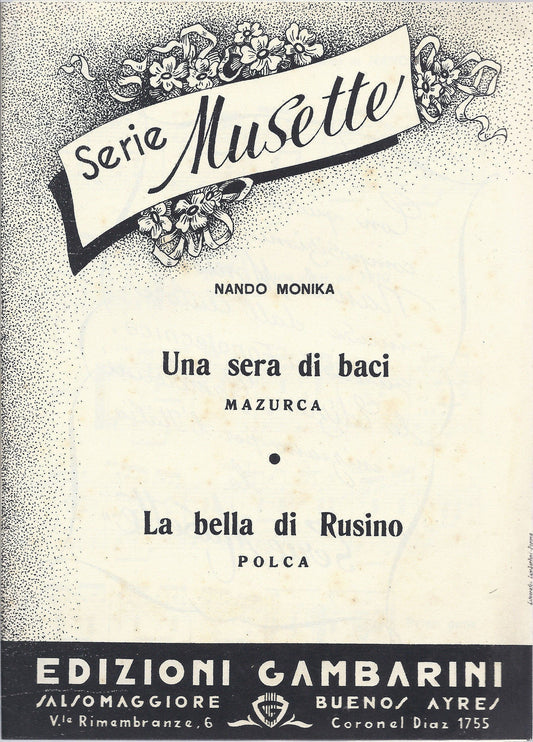 Serie Musette
NANDO MONIKA
Una sera di baci
MAZURCA
La bella di Rusino
POLCA
EDIZIONI GAMBARINI
SALSOMAGGIORE BUENOS AYRES
V.le Rimembranze, 6 Coronel Diaz 1755